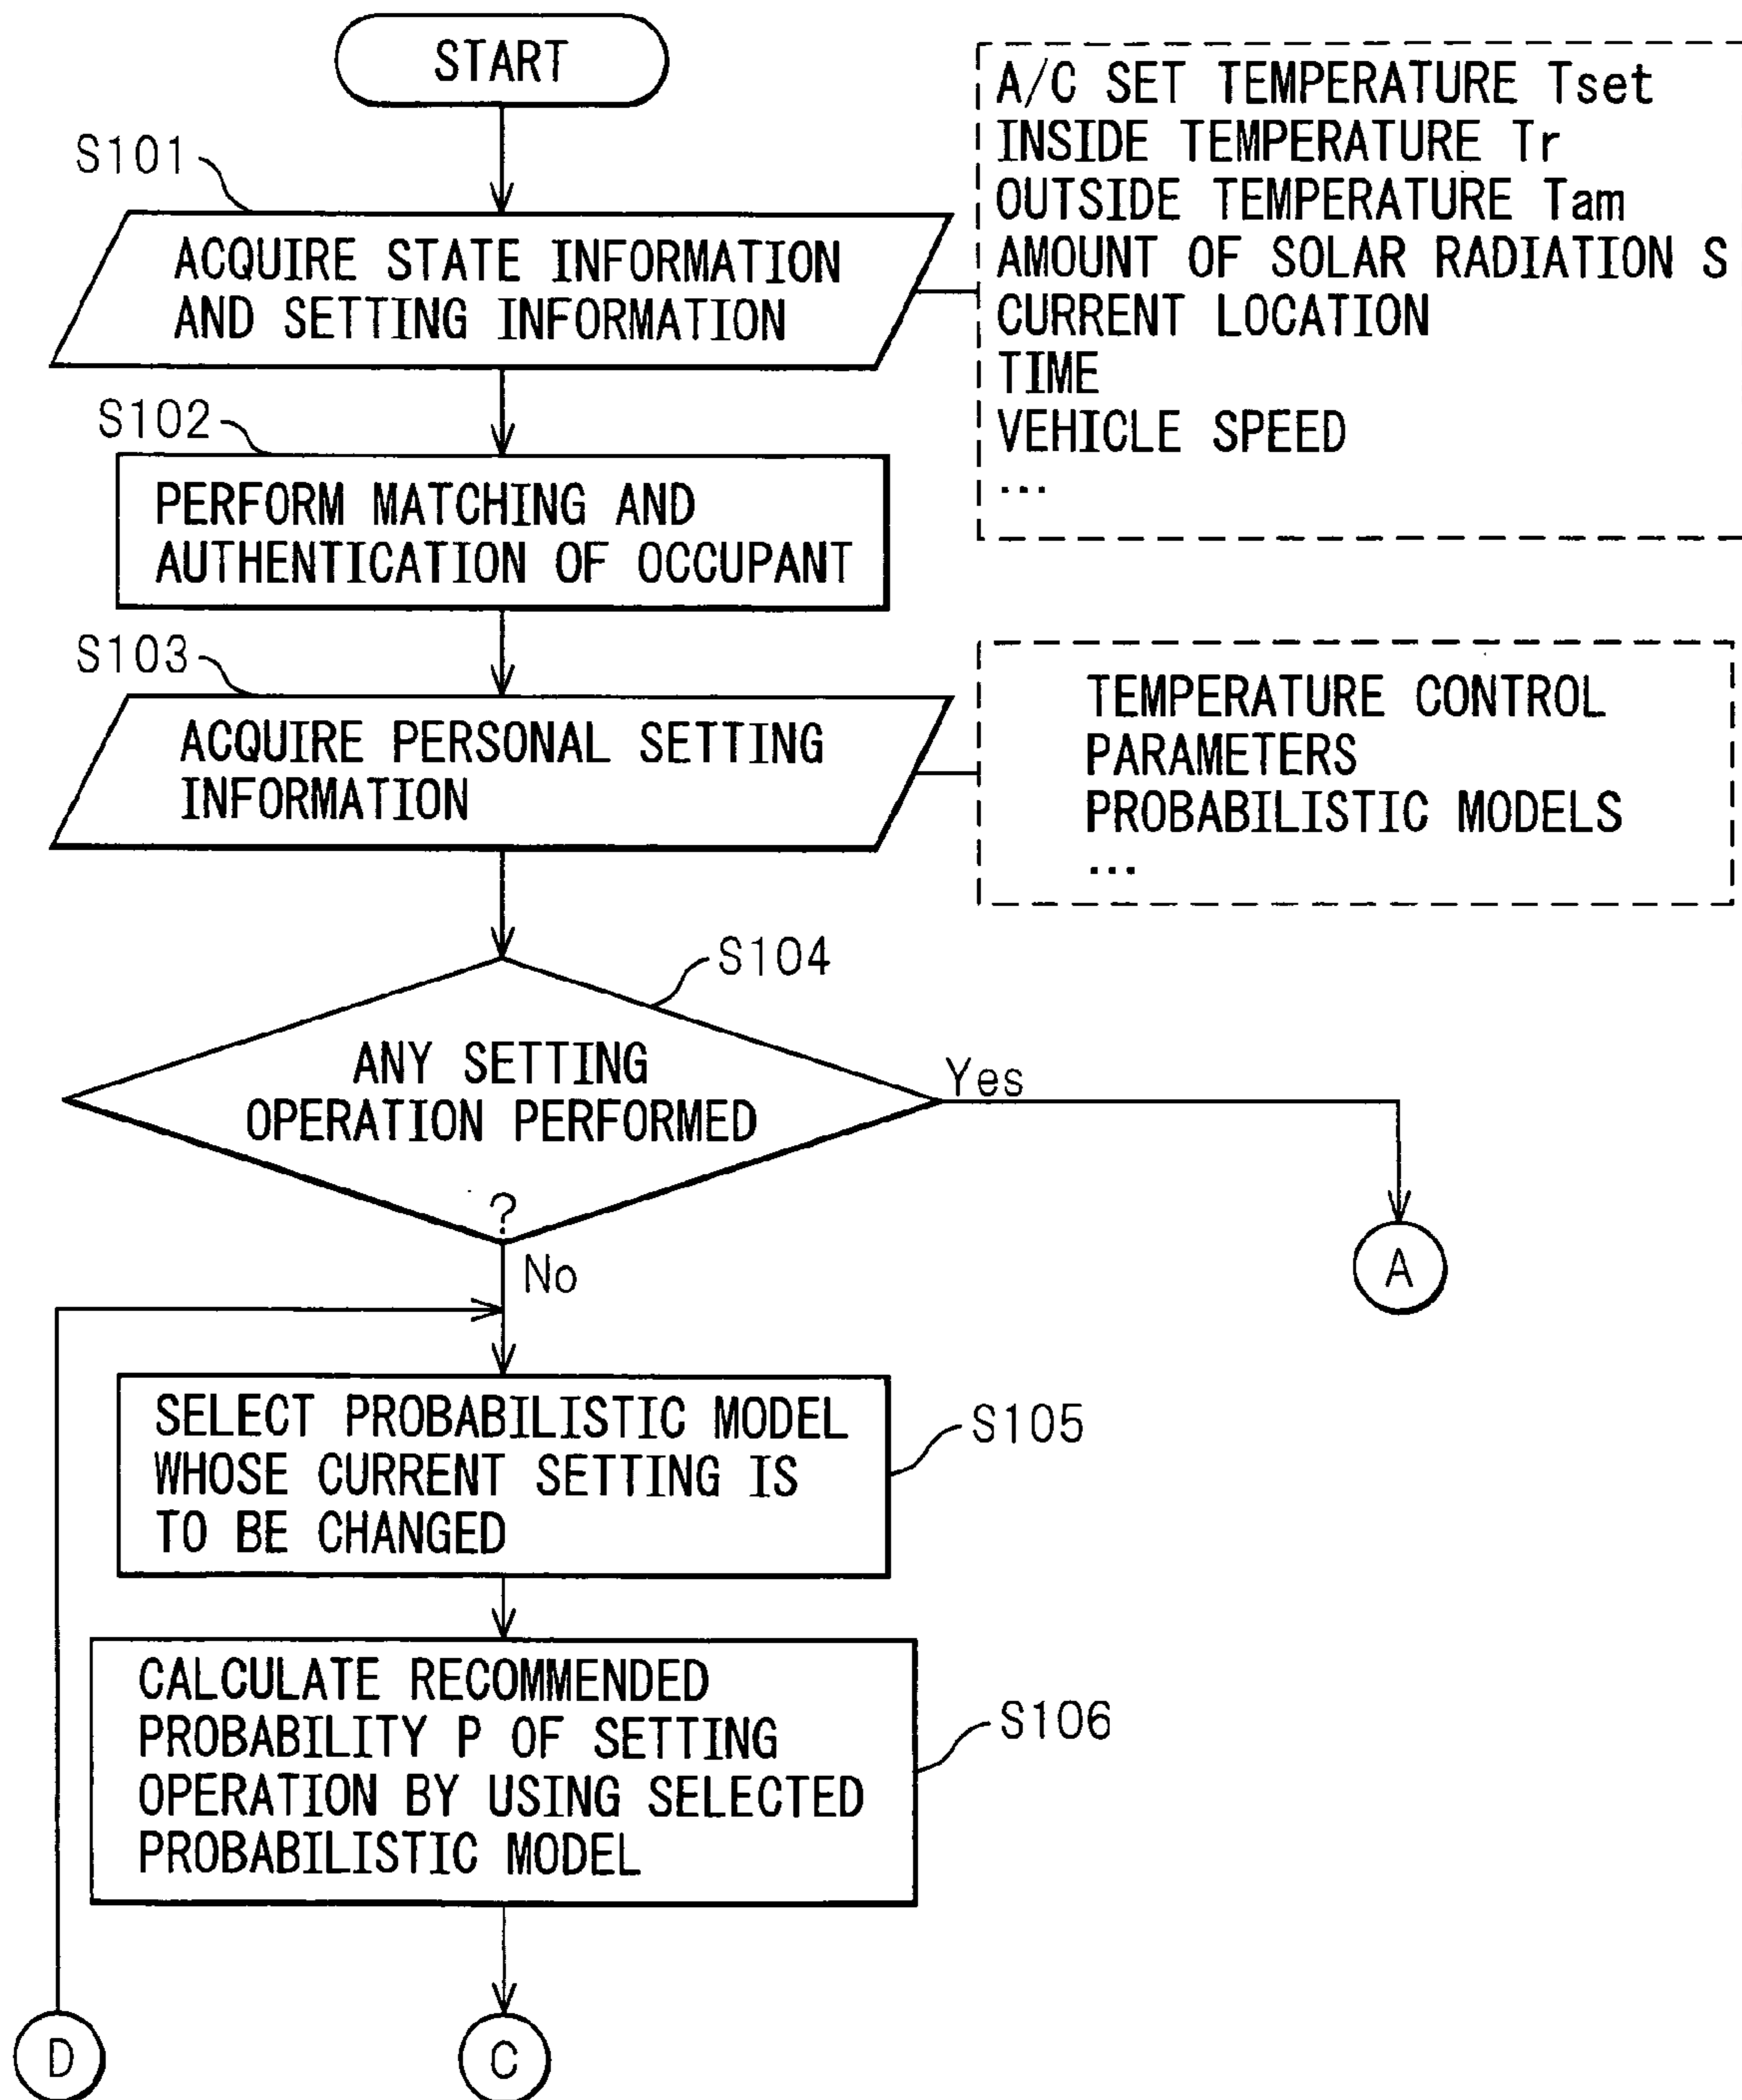 START
A/C SET TEMPERATURE Tset
INSIDE TEMPERATURE Tr
OUTSIDE TEMPERATURE Tam
AMOUNT OF SOLAR RADIATION S
CURRENT LOCATION
TIME
VEHICLE SPEED
...
S101
ACQUIRE STATE INFORMATION
AND SETTING INFORMATION
S102
PERFORM MATCHING AND
AUTHENTICATION OF OCCUPANT
S103
ACQUIRE PERSONAL SETTING
INFORMATION
TEMPERATURE CONTROL
PARAMETERS
PROBABILISTIC MODELS
...
S104
ANY SETTING
OPERATION PERFORMED
?
Yes
A
No
SELECT PROBABILISTIC MODEL
WHOSE CURRENT SETTING IS
TO BE CHANGED
S105
CALCULATE RECOMMENDED
PROBABILITY P OF SETTING
OPERATION BY USING SELECTED
PROBABILISTIC MODEL
S106
D
C